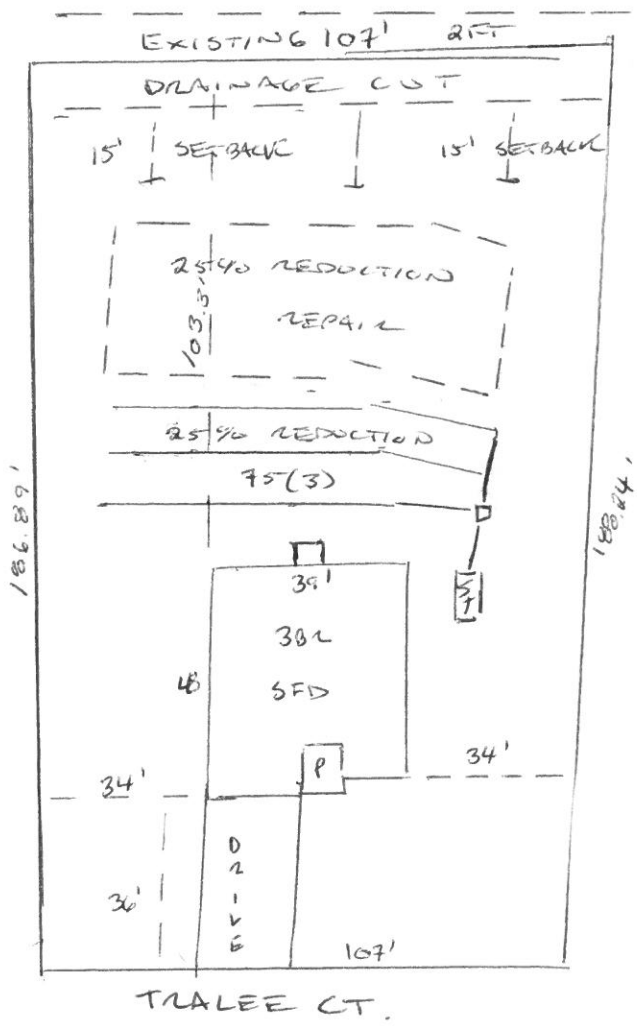 EXISTING 107' 2FT
DRAINAGE CUT
15' SETBACK 15' SETBACK
25% REDUCTION
REPAIR
103.3'
25% REDUCTION
75(3)
186.89'
188.24'
39'
ST
3BR
48
SFD
P
34' 34'
36'
DRIVE
107'
TRALEE CT.